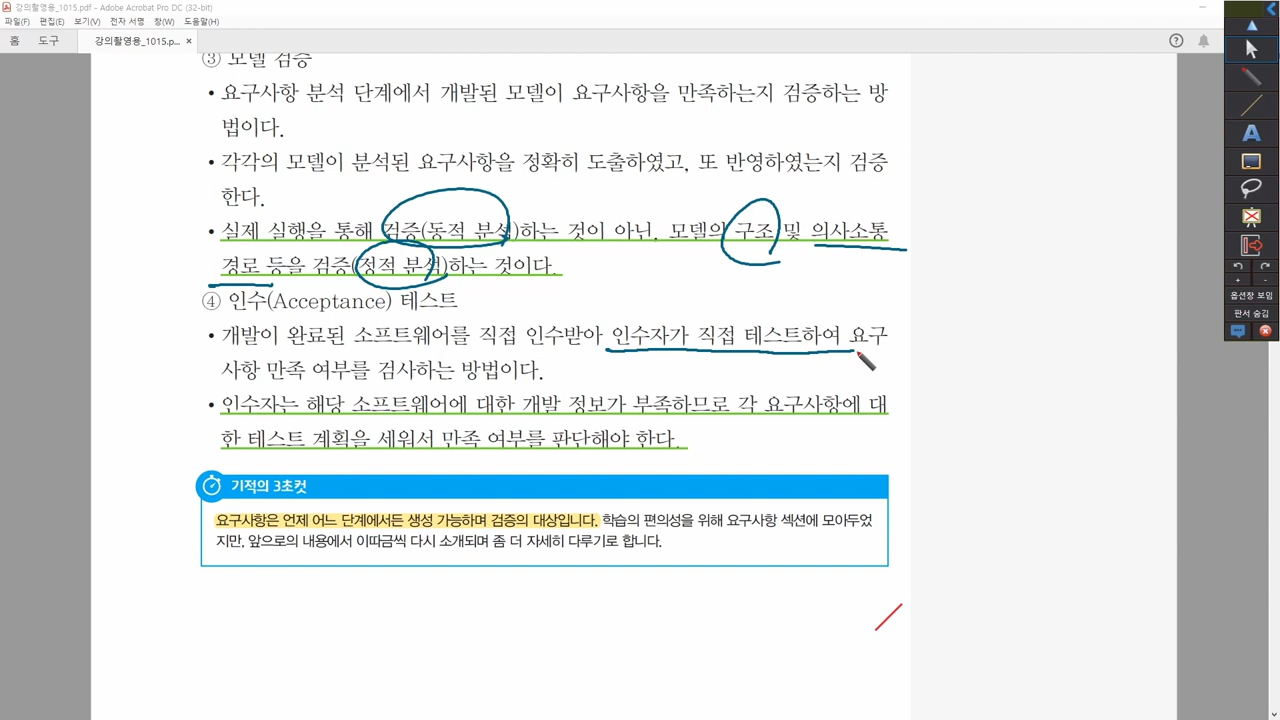 강의촬영용_1015.pdf - Adobe Acrobat Pro DC (32-bit)
파일(F) 편집(E) 보기(V) 전자 서명 창(W) 도움말(H)
홈 도구 강의촬영용_1015.p... ×
③ 모델 검증
• 요구사항 분석 단계에서 개발된 모델이 요구사항을 만족하는지 검증하는 방
법이다.
• 각각의 모델이 분석된 요구사항을 정확히 도출하였고, 또 반영하였는지 검증
한다.
• 실제 실행을 통해 검증(동적 분석)하는 것이 아닌, 모델의 구조 및 의사소통
경로 등을 검증(정적 분석)하는 것이다.
④ 인수(Acceptance) 테스트
• 개발이 완료된 소프트웨어를 직접 인수받아 인수자가 직접 테스트하여 요구
사항 만족 여부를 검사하는 방법이다.
• 인수자는 해당 소프트웨어에 대한 개발 정보가 부족하므로 각 요구사항에 대
한 테스트 계획을 세워서 만족 여부를 판단해야 한다.
기적의 3초컷
요구사항은 언제 어느 단계에서든 생성 가능하며 검증의 대상입니다. 학습의 편의성을 위해 요구사항 섹션에 모아두었
지만, 앞으로의 내용에서 이따금씩 다시 소개되며 좀 더 자세히 다루기로 합니다.
A
옵션장 보임
판서 숨김